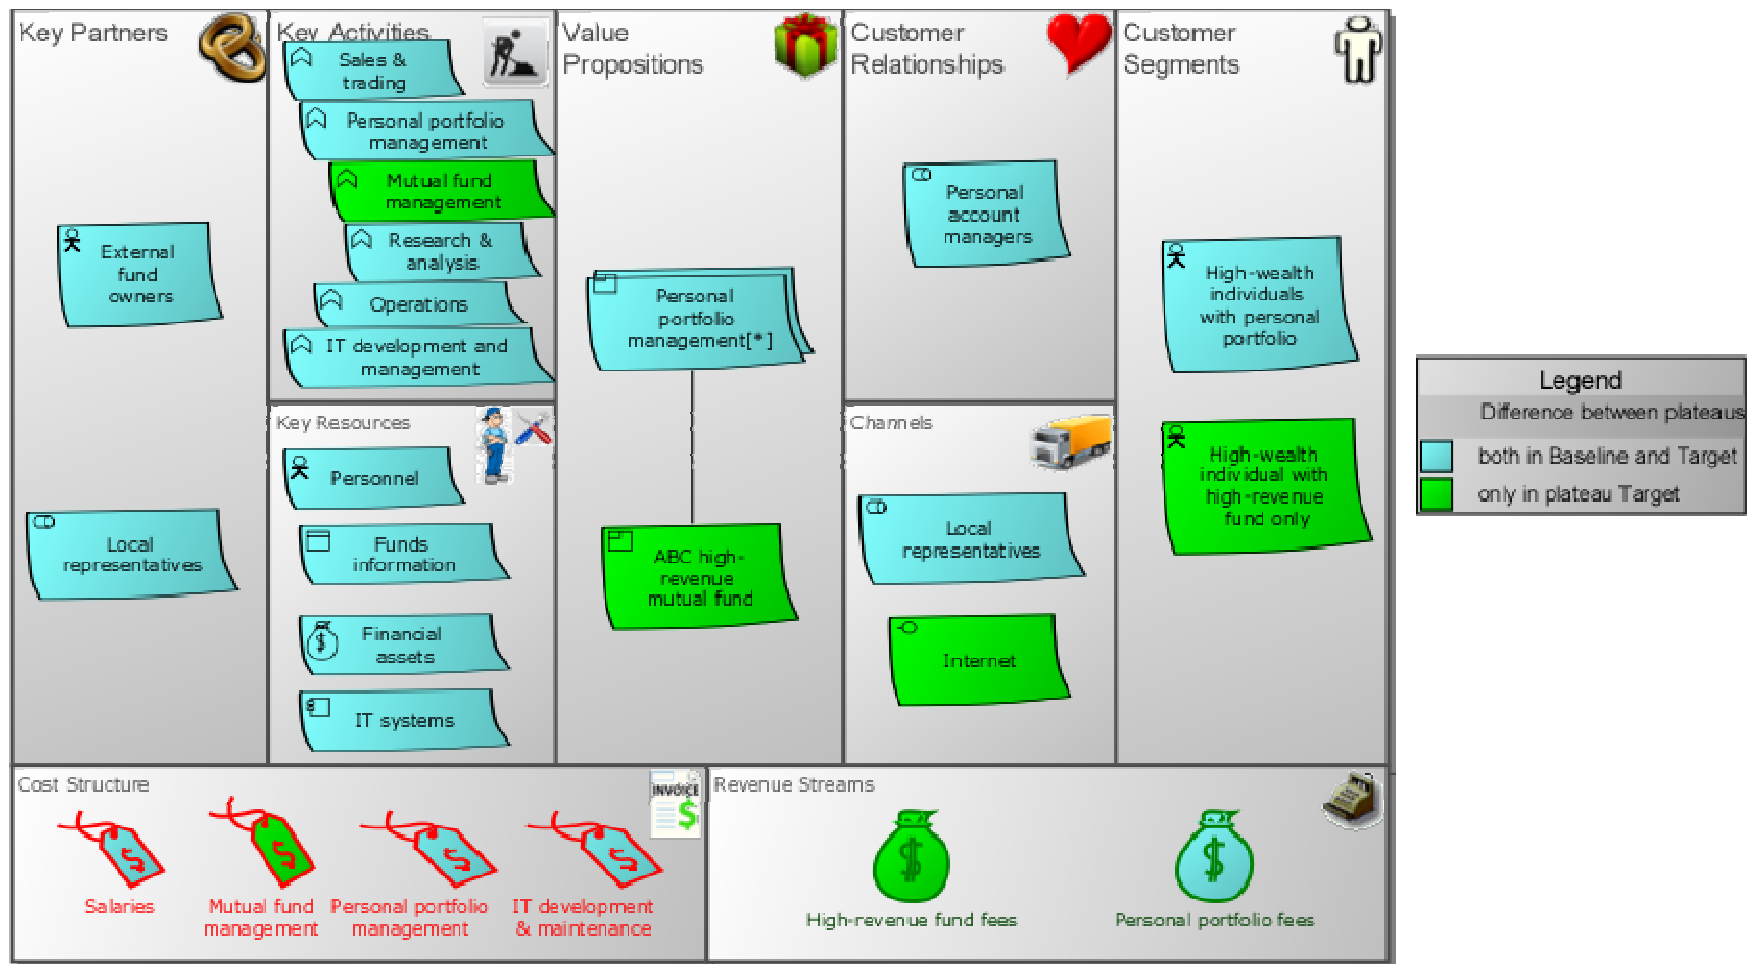 Key Partners
External
fund
owners
Local
representatives
Key Activities
Sales &
trading
Personal portfolio
management
Mutual fund
management
Research &
analysis
Operations
IT development and
management
Key Resources
Personnel
Funds
information
Financial
assets
IT systems
Value
Propositions
Personal
portfolio
management[*]
ABC high-
revenue
mutual fund
Customer
Relationships
Personal
account
managers
Channels
Local
representatives
Internet
Customer
Segments
High-wealth
individuals
with personal
portfolio
High-wealth
individual with
high-revenue
fund only
Cost Structure
INVOICE
Salaries
Mutual fund
management
Personal portfolio
management
IT development
& maintenance
Revenue Streams
High-revenue fund fees
Personal portfolio fees
Legend
Difference between plateaus
both in Baseline and Target
only in plateau Target